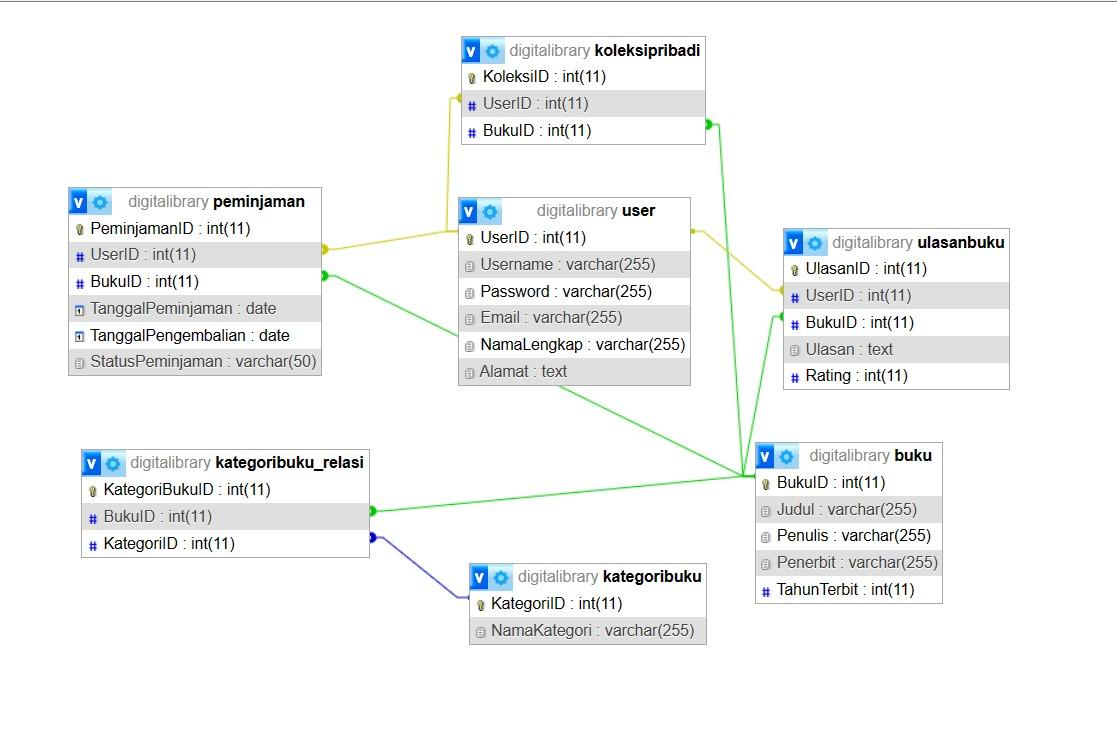 digitalibrary koleksipribadi
KoleksiID : int(11)
# UserID : int(11)
# BukuID : int(11)
digitalibrary peminjaman
PeminjamanID : int(11)
# UserID : int(11)
# BukuID : int(11)
TanggalPeminjaman : date
TanggalPengembalian : date
StatusPeminjaman : varchar(50)
digitalibrary user
UserID : int(11)
Username : varchar(255)
Password : varchar(255)
Email : varchar(255)
NamaLengkap : varchar(255)
Alamat : text
digitalibrary ulasanbuku
UlasanID : int(11)
# UserID : int(11)
# BukuID : int(11)
Ulasan : text
# Rating : int(11)
digitalibrary kategoribuku_relasi
KategoriBukuID : int(11)
# BukuID : int(11)
# KategoriID : int(11)
digitalibrary kategoribuku
KategoriID : int(11)
NamaKategori : varchar(255)
digitalibrary buku
BukuID : int(11)
Judul : varchar(255)
Penulis : varchar(255)
Penerbit : varchar(255)
# TahunTerbit : int(11)